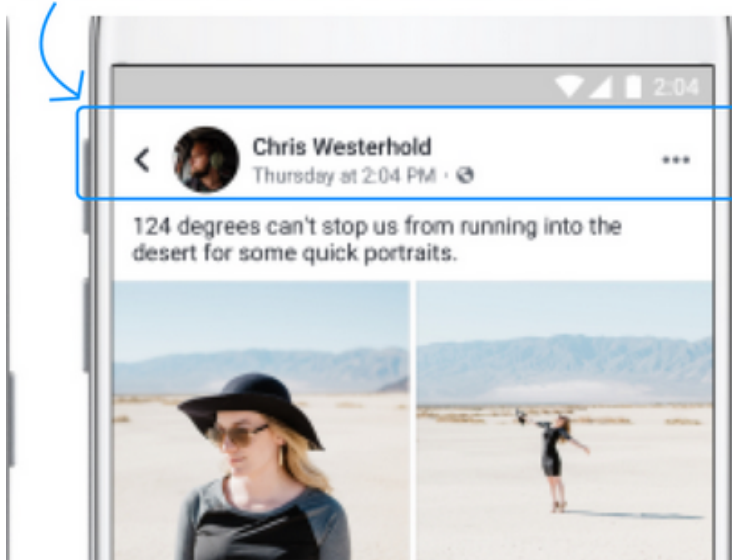 2:04
Chris Westerhold
Thursday at 2:04 PM ·
124 degrees can't stop us from running into the
desert for some quick portraits.